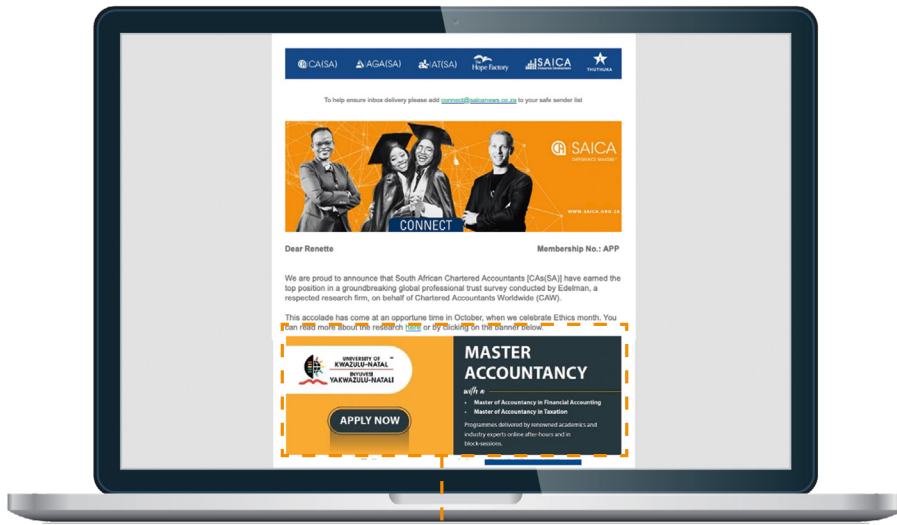 CA(SA) AGA(SA) AT(SA) The Hope Factory SAICA THUTHUKA
To help ensure inbox delivery please add connect@saicanews.co.za to your safe sender list
SAICA
DIFFERENCE MAKERS
WWW.SAICA.ORG.ZA
CONNECT
Dear Renette Membership No.: APP
We are proud to announce that South African Chartered Accountants [CAs(SA)] have earned the
top position in a groundbreaking global professional trust survey conducted by Edelman, a
respected research firm, on behalf of Chartered Accountants Worldwide (CAW).
This accolade has come at an opportune time in October, when we celebrate Ethics month. You
can read more about the research here or by clicking on the banner below.
UNIVERSITY OF
KWAZULU-NATAL
INYUVESI
YAKWAZULU-NATALI
APPLY NOW
MASTER
ACCOUNTANCY
with a
• Master of Accountancy in Financial Accounting
• Master of Accountancy in Taxation
Programmes delivered by renowned academics and
industry experts online after-hours and in
block-sessions.